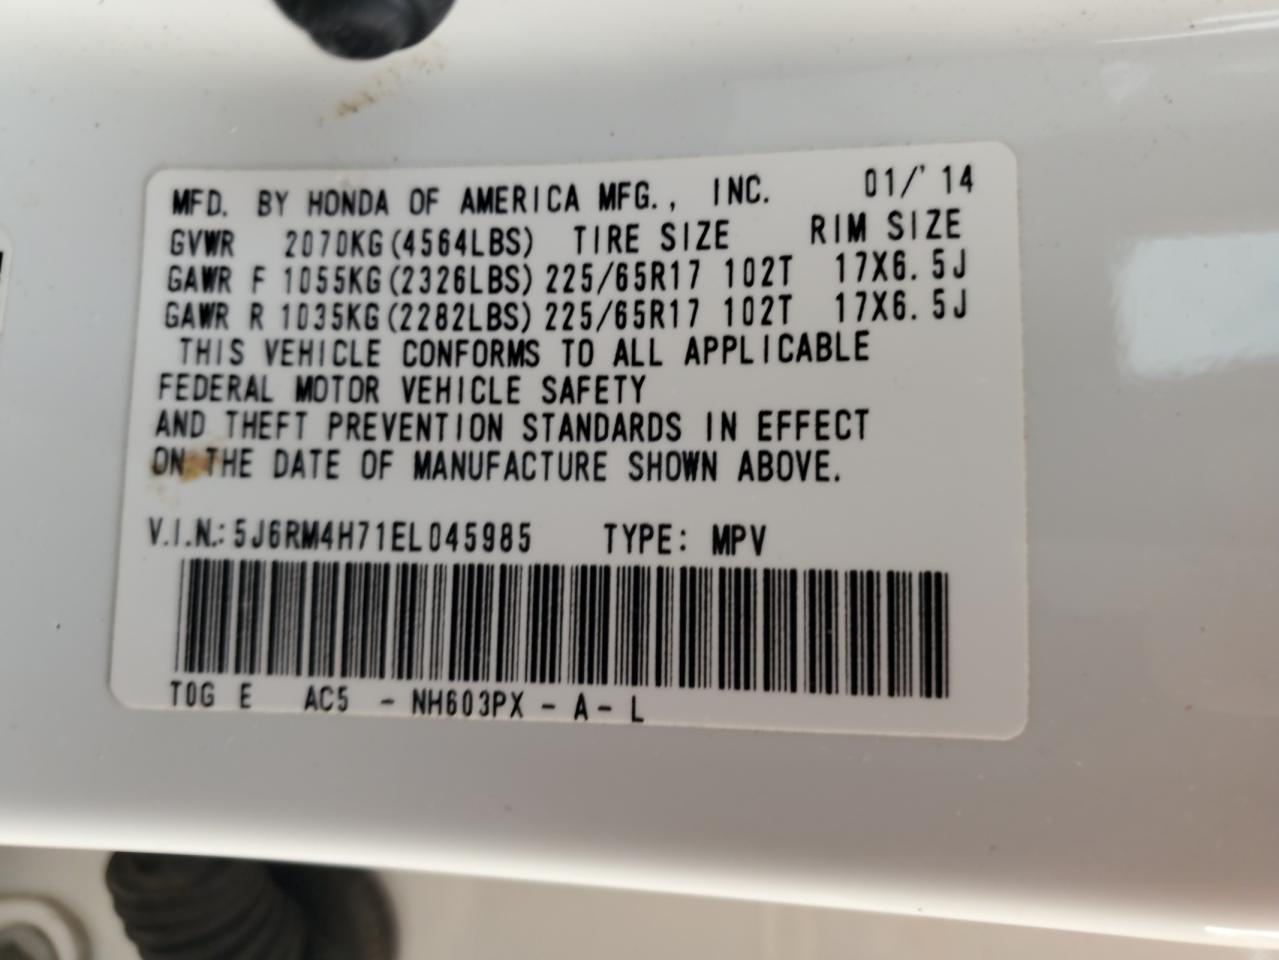 MFD. BY HONDA OF AMERICA MFG., INC. 01/'14
GVWR 2070KG(4564LBS) TIRE SIZE RIM SIZE
GAWR F 1055KG(2326LBS) 225/65R17 102T 17X6.5J
GAWR R 1035KG(2282LBS) 225/65R17 102T 17X6.5J
THIS VEHICLE CONFORMS TO ALL APPLICABLE
FEDERAL MOTOR VEHICLE SAFETY
AND THEFT PREVENTION STANDARDS IN EFFECT
ON THE DATE OF MANUFACTURE SHOWN ABOVE.
V.I.N.: 5J6RM4H71EL045985 TYPE: MPV
T0G E AC5 - NH603PX - A - L